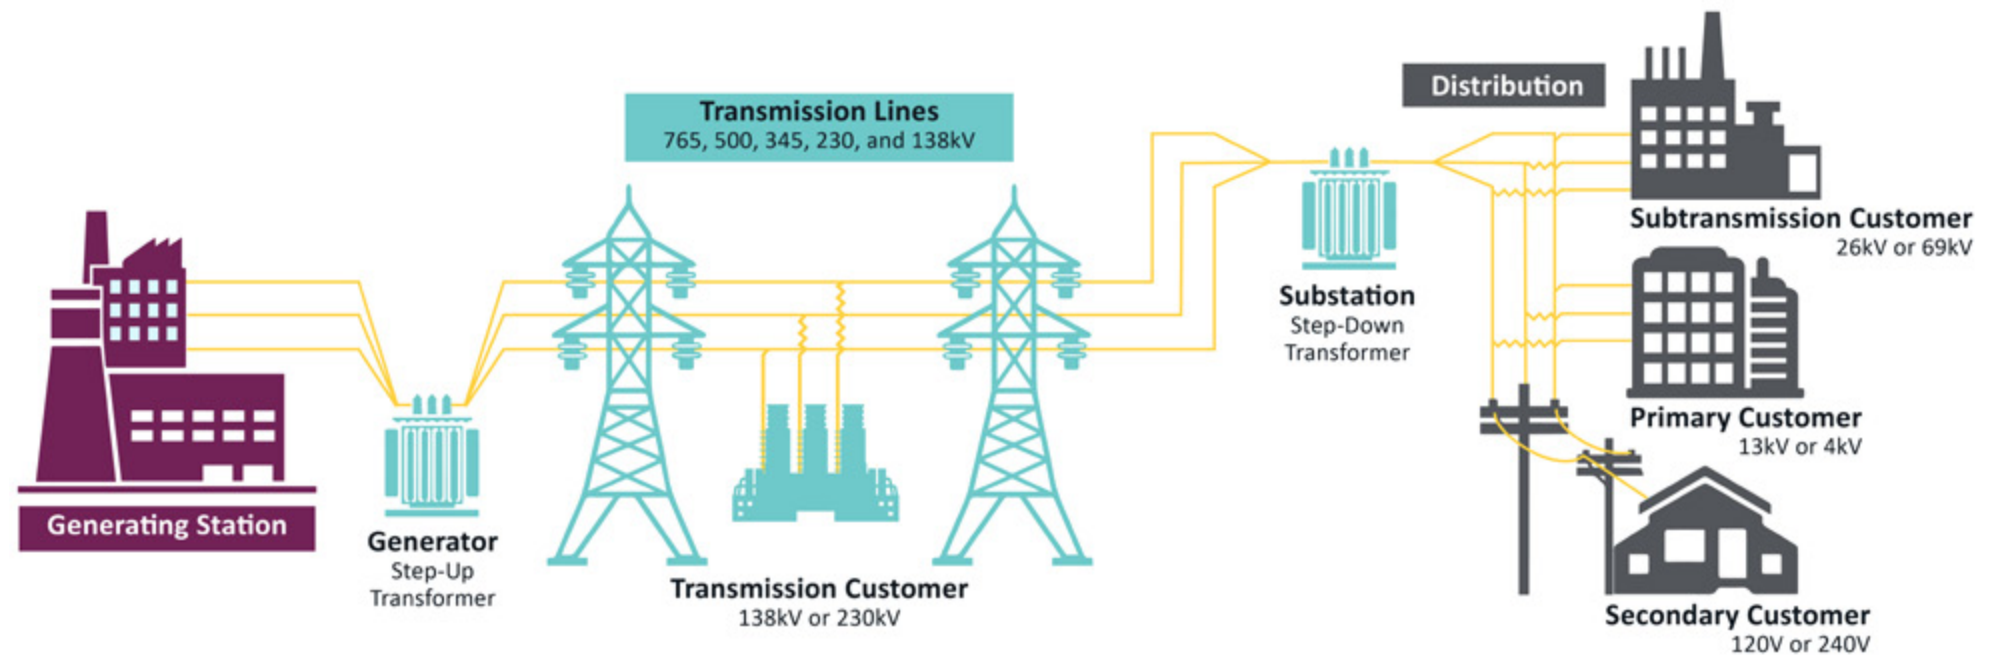 Generating Station
Generator
Step-Up
Transformer
Transmission Lines
765, 500, 345, 230, and 138kV
Transmission Customer
138kV or 230kV
Substation
Step-Down
Transformer
Distribution
Subtransmission Customer
26kV or 69kV
Primary Customer
13kV or 4kV
Secondary Customer
120V or 240V